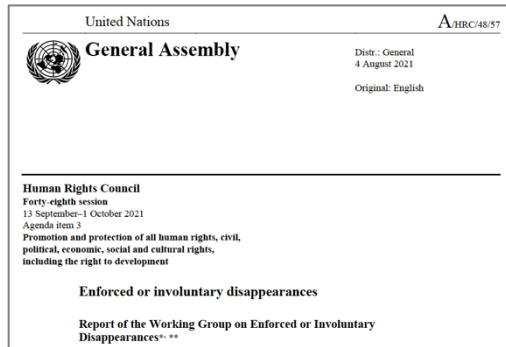 United Nations
A/HRC/48/57
General Assembly
Distr.: General
4 August 2021
Original: English
Human Rights Council
Forty-eighth session
13 September–1 October 2021
Agenda item 3
Promotion and protection of all human rights, civil,
political, economic, social and cultural rights,
including the right to development
Enforced or involuntary disappearances
Report of the Working Group on Enforced or Involuntary
Disappearances*, **